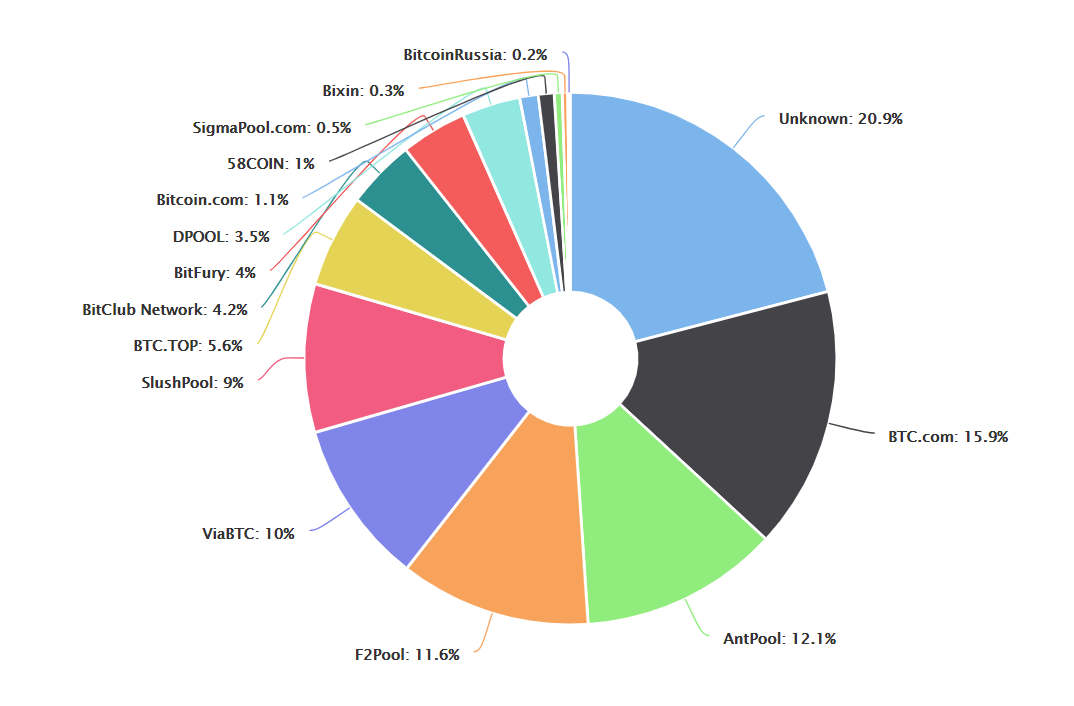 BitcoinRussia: 0.2%
Bixin: 0.3%
Unknown: 20.9%
SigmaPool.com: 0.5%
58COIN: 1%
Bitcoin.com: 1.1%
DPOOL: 3.5%
BitFury: 4%
BitClub Network: 4.2%
BTC.TOP: 5.6%
SlushPool: 9%
BTC.com: 15.9%
ViaBTC: 10%
AntPool: 12.1%
F2Pool: 11.6%